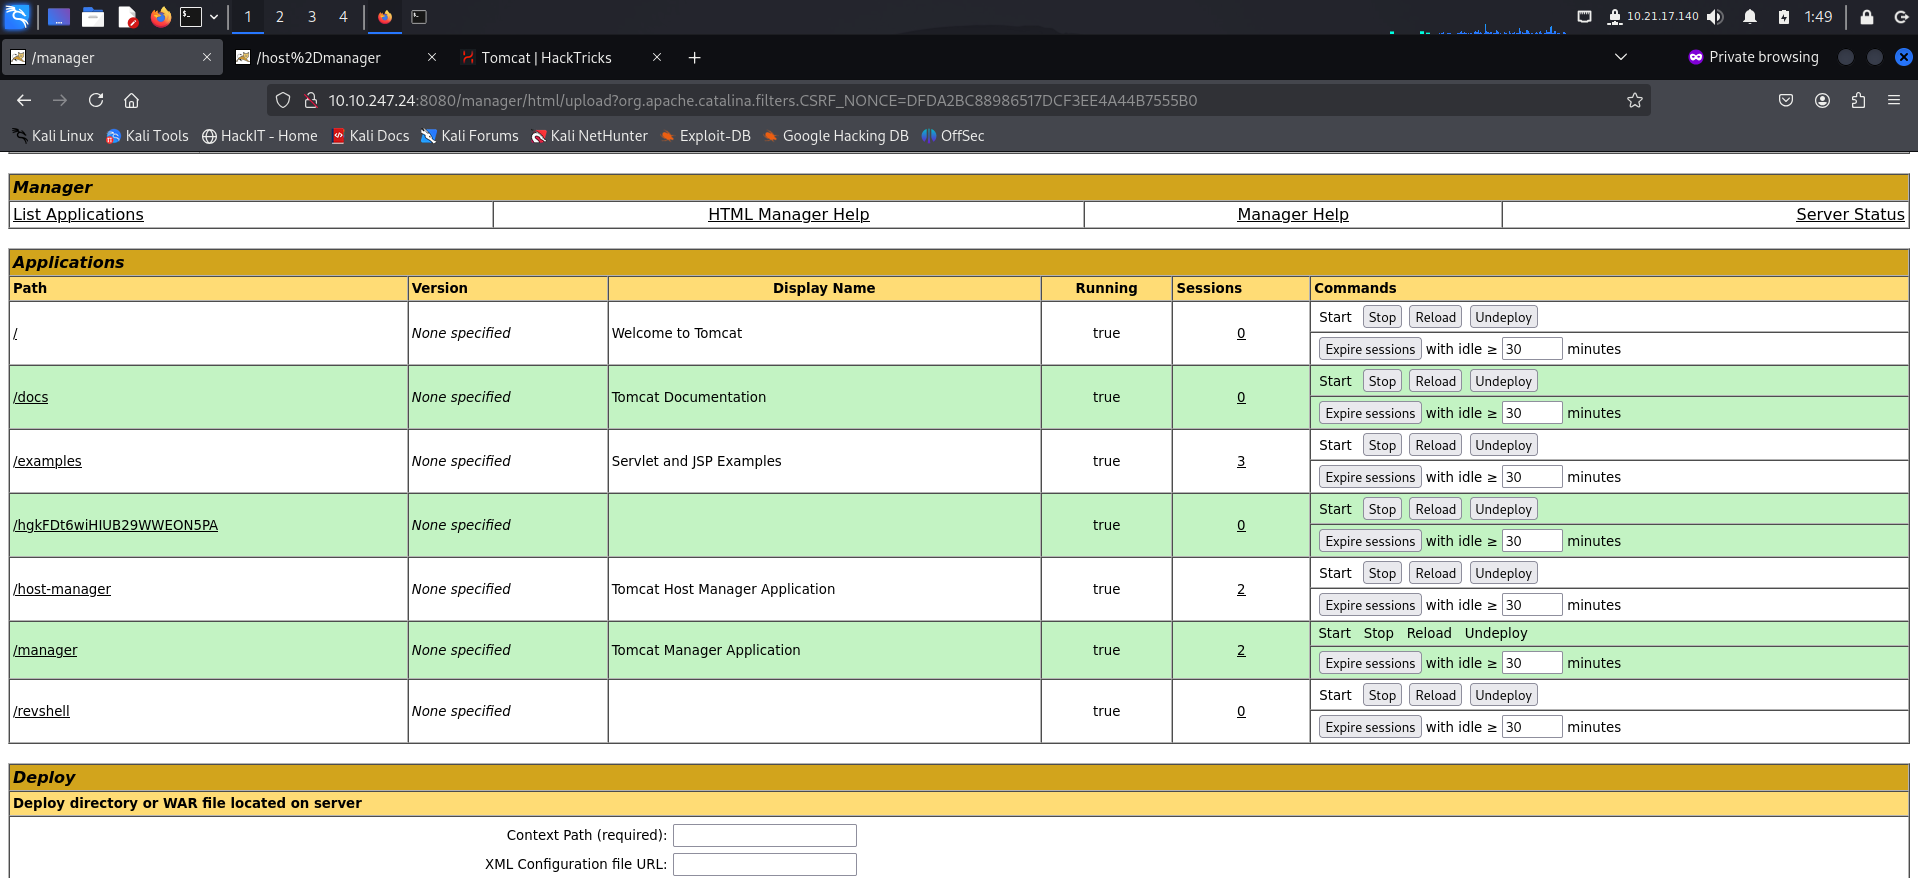 1 2 3 4 10.21.17.140 1:49
/manager /host%2Dmanager Tomcat | HackTricks Private browsing
10.10.247.24:8080/manager/html/upload?org.apache.catalina.filters.CSRF_NONCE=DFDA2BC88986517DCF3EE4A44B7555B0
Kali Linux Kali Tools HackIT - Home Kali Docs Kali Forums Kali NetHunter Exploit-DB Google Hacking DB OffSec
Manager
List Applications HTML Manager Help Manager Help Server Status
Applications
Path Version Display Name Running Sessions Commands
/ None specified Welcome to Tomcat true 0 Start Stop Reload Undeploy
Expire sessions with idle ≥ 30 minutes
/docs None specified Tomcat Documentation true 0 Start Stop Reload Undeploy
Expire sessions with idle ≥ 30 minutes
/examples None specified Servlet and JSP Examples true 3 Start Stop Reload Undeploy
Expire sessions with idle ≥ 30 minutes
/hgkFDt6wiHIUB29WWEON5PA None specified true 0 Start Stop Reload Undeploy
Expire sessions with idle ≥ 30 minutes
/host-manager None specified Tomcat Host Manager Application true 2 Start Stop Reload Undeploy
Expire sessions with idle ≥ 30 minutes
/manager None specified Tomcat Manager Application true 2 Start Stop Reload Undeploy
Expire sessions with idle ≥ 30 minutes
/revshell None specified true 0 Start Stop Reload Undeploy
Expire sessions with idle ≥ 30 minutes
Deploy
Deploy directory or WAR file located on server
Context Path (required):
XML Configuration file URL: